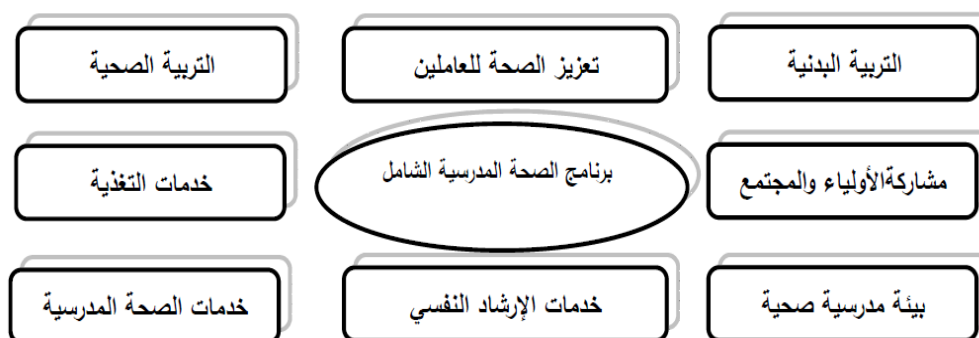 التربية البدنية
تعزيز الصحة للعاملين
التربية الصحية
مشاركةالأولياء والمجتمع
برنامج الصحة المدرسية الشامل
خدمات التغذية
بيئة مدرسية صحية
خدمات الإرشاد النفسي
خدمات الصحة المدرسية